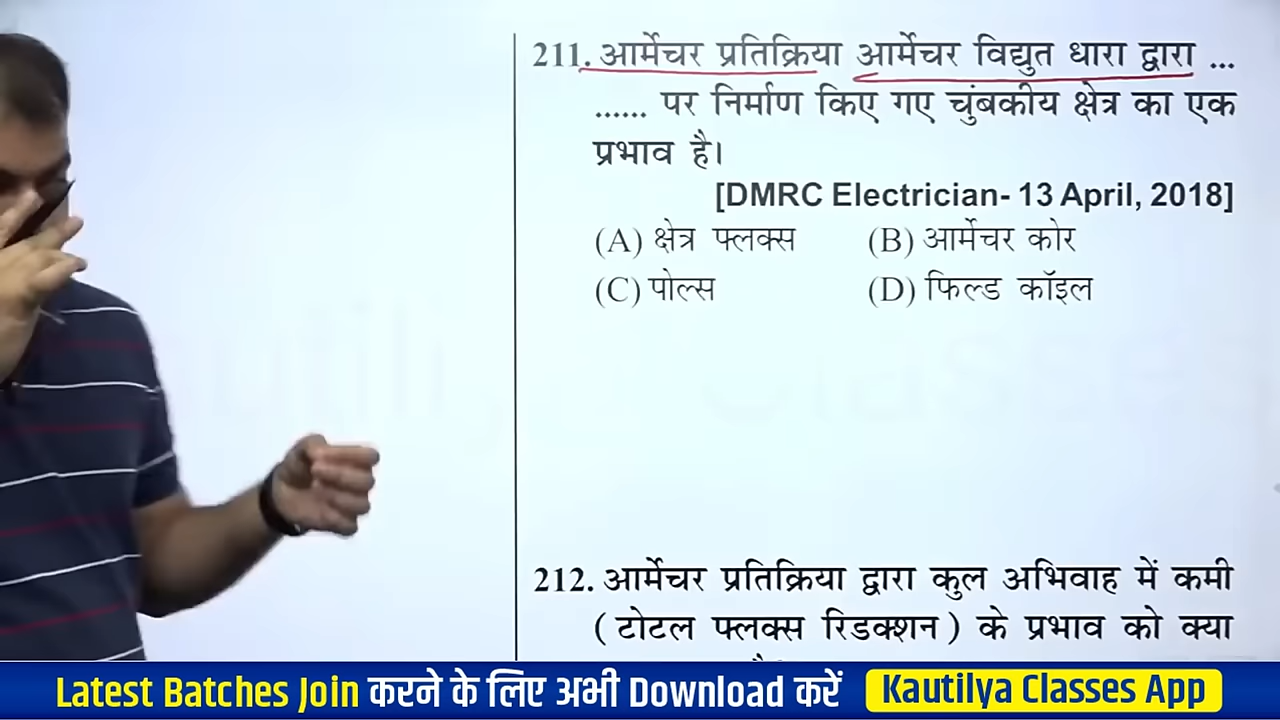 211. आर्मेचर प्रतिक्रिया आर्मेचर विद्युत धारा द्वारा ...
...... पर निर्माण किए गए चुंबकीय क्षेत्र का एक
प्रभाव है।
[DMRC Electrician- 13 April, 2018]
(A) क्षेत्र फ्लक्स (B) आर्मेचर कोर
(C) पोल्स (D) फिल्ड कॉइल
212. आर्मेचर प्रतिक्रिया द्वारा कुल अभिवाह में कमी
(टोटल फ्लक्स रिडक्शन) के प्रभाव को क्या
Latest Batches Join करने के लिए अभी Download करें Kautilya Classes App